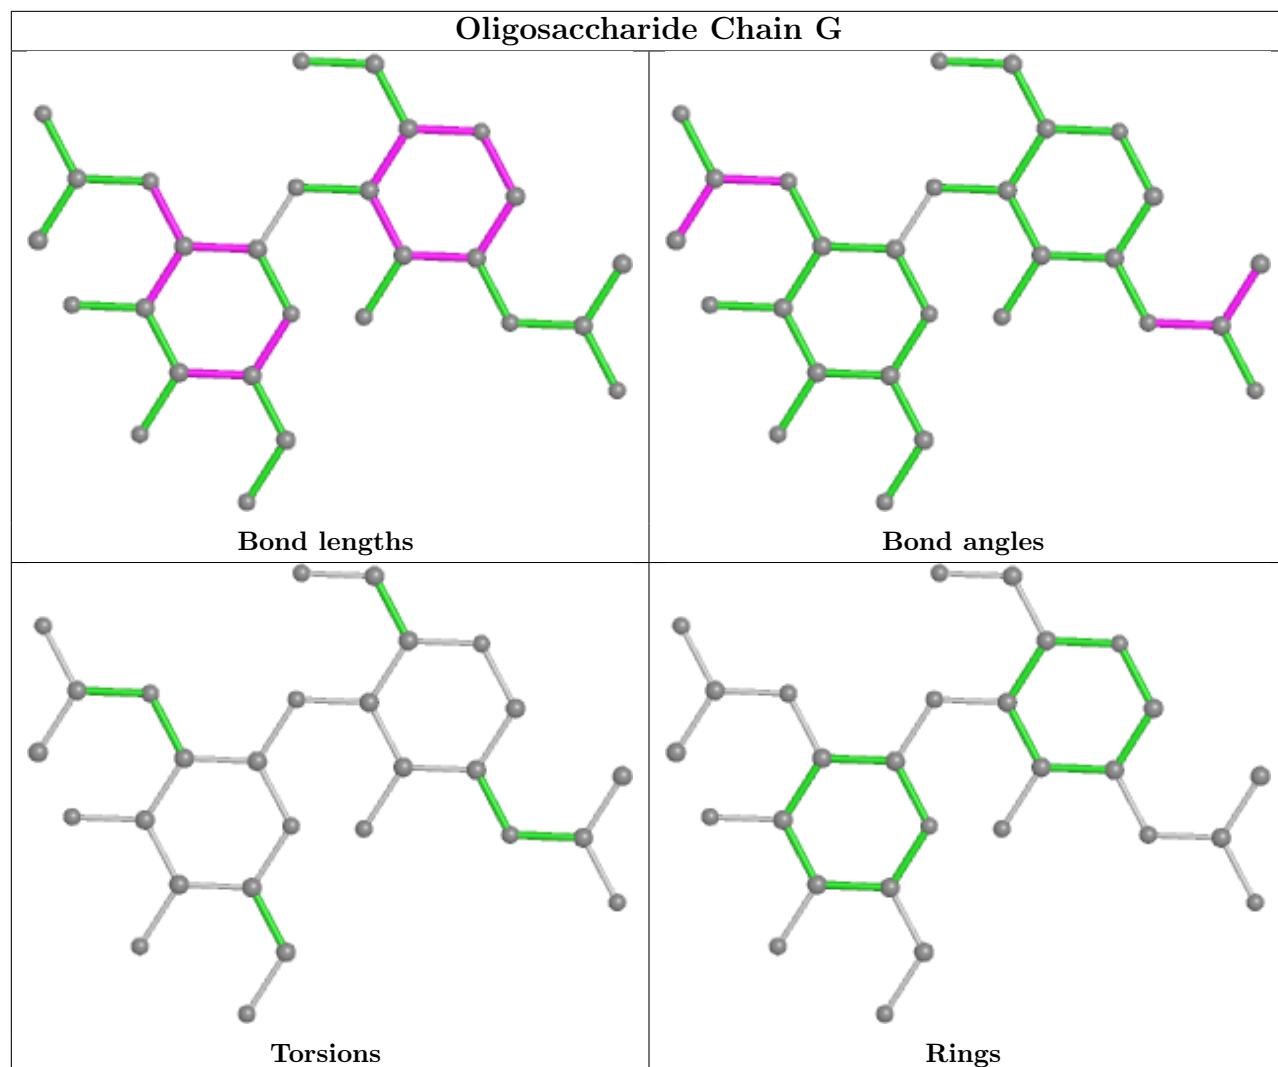 Oligosaccharide Chain G
Bond lengths
Bond angles
Torsions
Rings